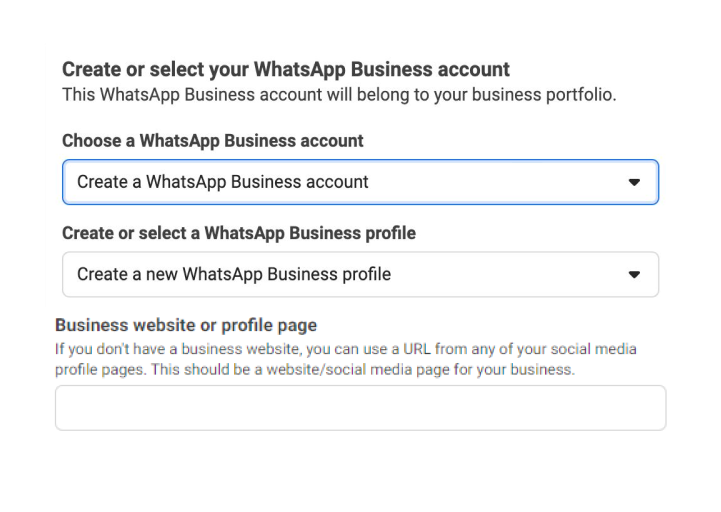 Create or select your WhatsApp Business account
This WhatsApp Business account will belong to your business portfolio.
Choose a WhatsApp Business account
Create a WhatsApp Business account
Create or select a WhatsApp Business profile
Create a new WhatsApp Business profile
Business website or profile page
If you don't have a business website, you can use a URL from any of your social media
profile pages. This should be a website/social media page for your business.